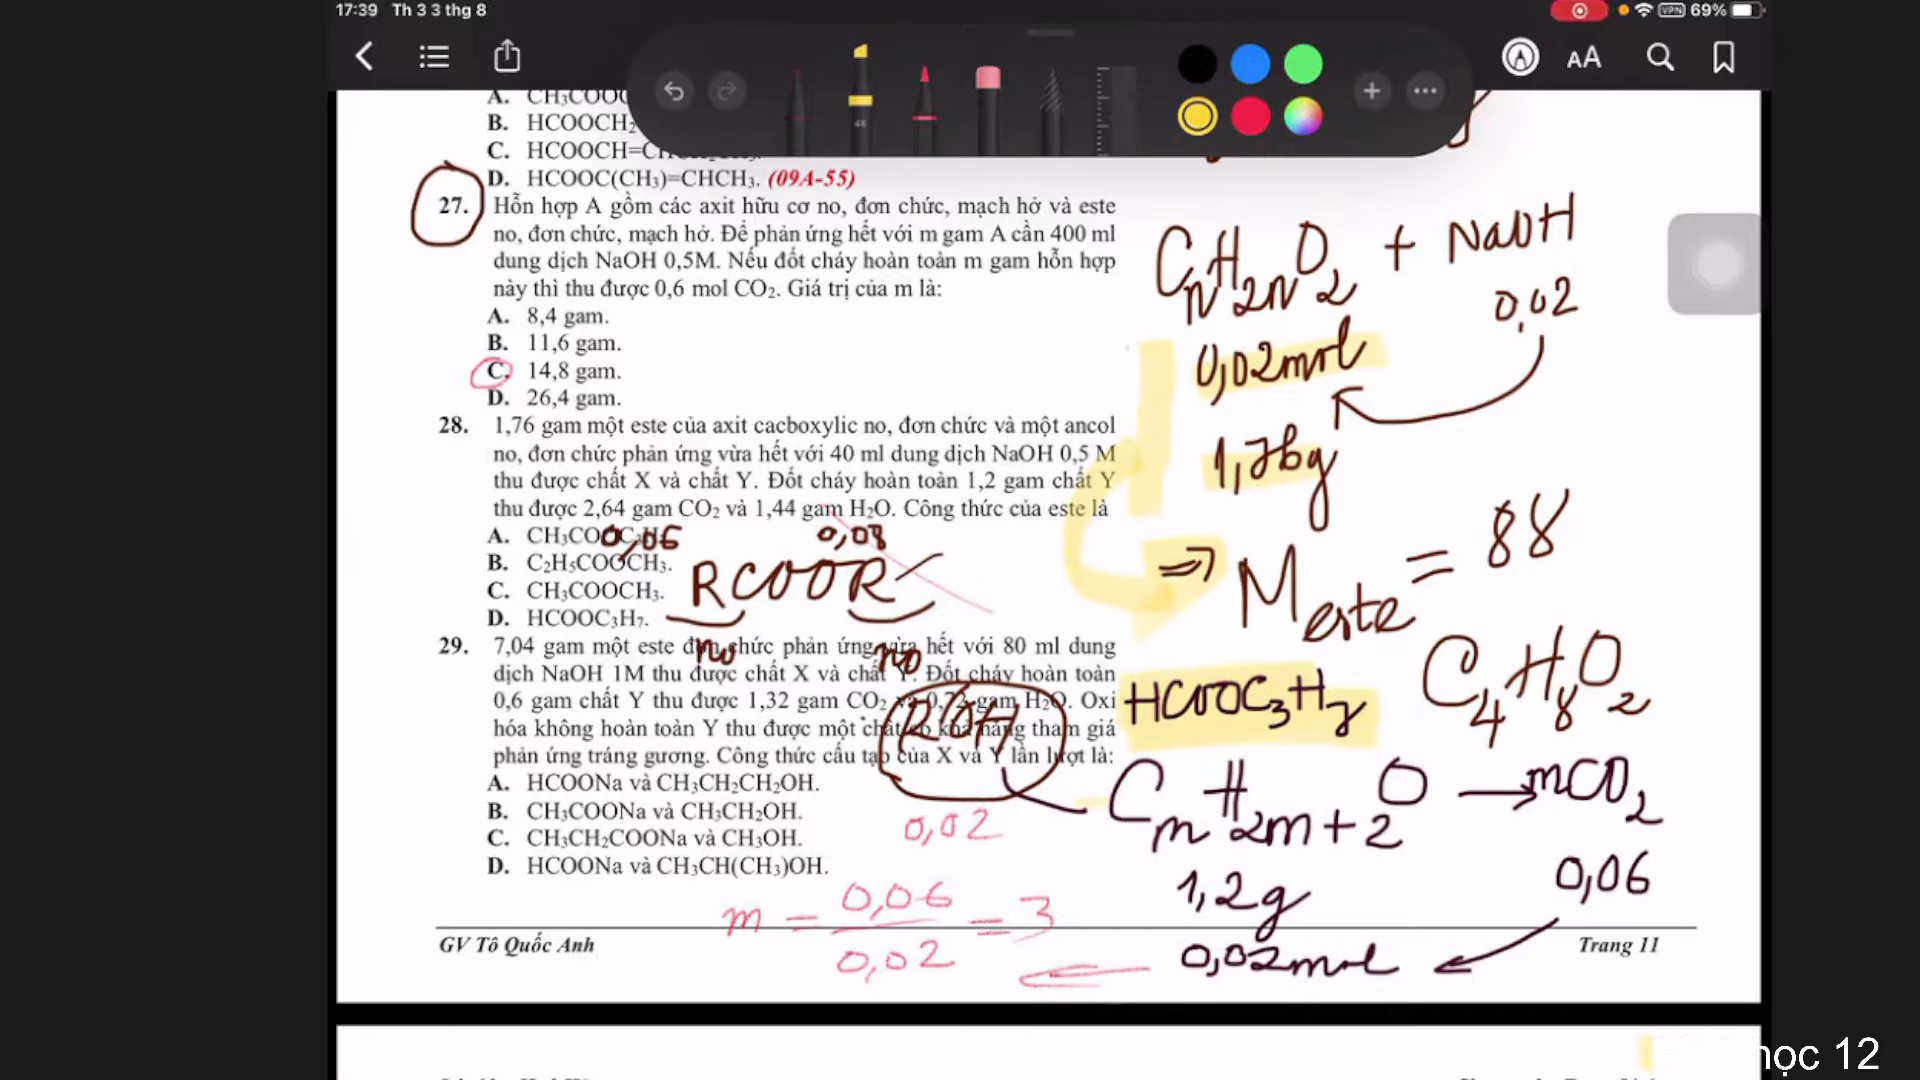 17:39 Th 3 3 thg 8
VPN 69%
AA
A. CH₃COO
B. HCOOCH₂
C. HCOOCH=CH
D. HCOOC(CH₃)=CHCH₃. (09A-55)
27. Hỗn hợp A gồm các axit hữu cơ no, đơn chức, mạch hở và este
no, đơn chức, mạch hở. Để phản ứng hết với m gam A cần 400 ml
dung dịch NaOH 0,5M. Nếu đốt cháy hoàn toàn m gam hỗn hợp
này thì thu được 0,6 mol CO₂. Giá trị của m là:
A. 8,4 gam.
B. 11,6 gam.
C. 14,8 gam.
D. 26,4 gam.
28. 1,76 gam một este của axit cacboxylic no, đơn chức và một ancol
no, đơn chức phản ứng vừa hết với 40 ml dung dịch NaOH 0,5 M
thu được chất X và chất Y. Đốt cháy hoàn toàn 1,2 gam chất Y
thu được 2,64 gam CO₂ và 1,44 gam H₂O. Công thức của este là
0,06 0,08
A. CH₃COOC₃H₇.
B. C₂H₅COOCH₃.
C. CH₃COOCH₃.
D. HCOOC₃H₇.
RCOOR
no no
29. 7,04 gam một este đơn chức phản ứng vừa hết với 80 ml dung
dịch NaOH 1M thu được chất X và chất Y. Đốt cháy hoàn toàn
0,6 gam chất Y thu được 1,32 gam CO₂ và 0,72 gam H₂O. Oxi
hóa không hoàn toàn Y thu được một chất có khả năng tham giá
phản ứng tráng gương. Công thức cấu tạo của X và Y lần lượt là:
ROH
A. HCOONa và CH₃CH₂CH₂OH.
B. CH₃COONa và CH₃CH₂OH.
C. CH₃CH₂COONa và CH₃OH.
D. HCOONa và CH₃CH(CH₃)OH.
0,02
m = 0,06 / 0,02 = 3
CnH2nO2 + NaOH
0,02
0,02mol
1,76g
⇒ Meste = 88
C4H8O2
HCOOC3H7
CmH2m+2O → mCO2
1,2g 0,06
0,02mol
GV Tô Quốc Anh Trang 11
học 12